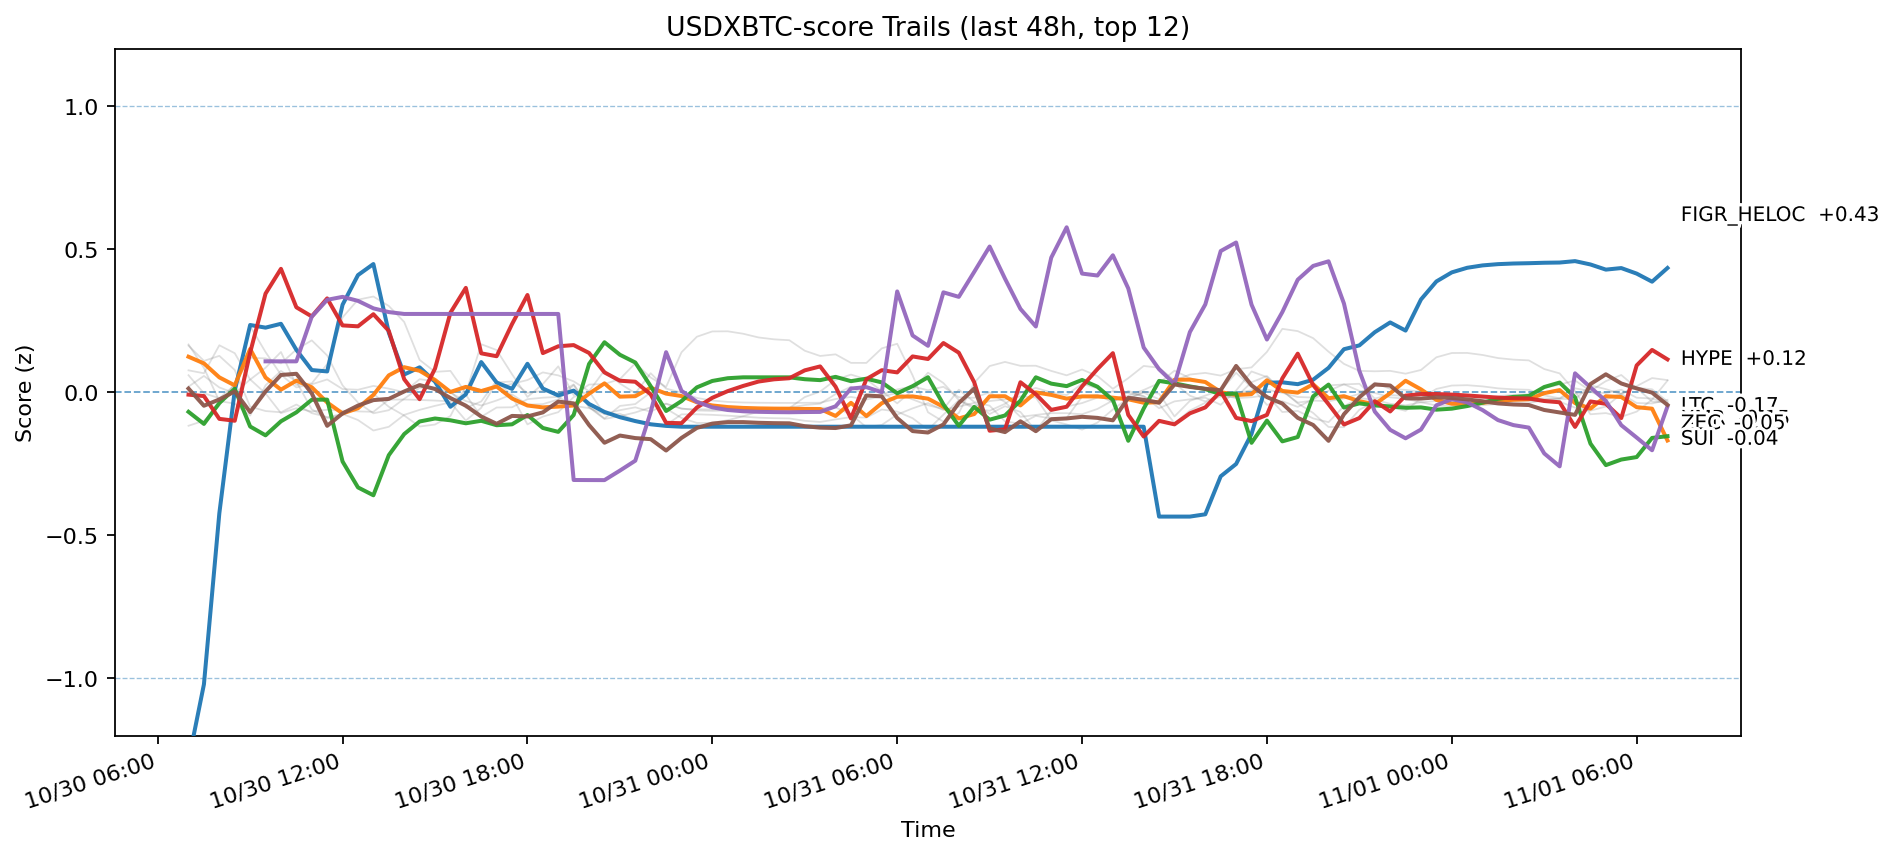 USDXBTC-score Trails (last 48h, top 12)
1.0
0.5
0.0
−0.5
−1.0
Score (z)
FIGR_HELOC +0.43
HYPE +0.12
LTC -0.17
ZEC -0.05
SUI -0.04
10/30 06:00
10/30 12:00
10/30 18:00
10/31 00:00
10/31 06:00
10/31 12:00
10/31 18:00
11/01 00:00
11/01 06:00
Time